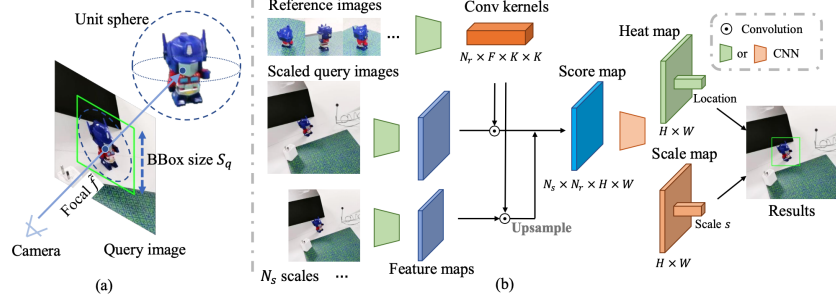 Unit sphere
BBox size S_q
Focal f̃
Camera
Query image
(a)
Reference images
...
Conv kernels
N_r × F × K × K
Scaled query images
Score map
N_s × N_r × H × W
Upsample
N_s scales ...
Feature maps
(b)
Heat map
Location
H × W
Scale map
Scale s
H × W
Results
Convolution
or CNN